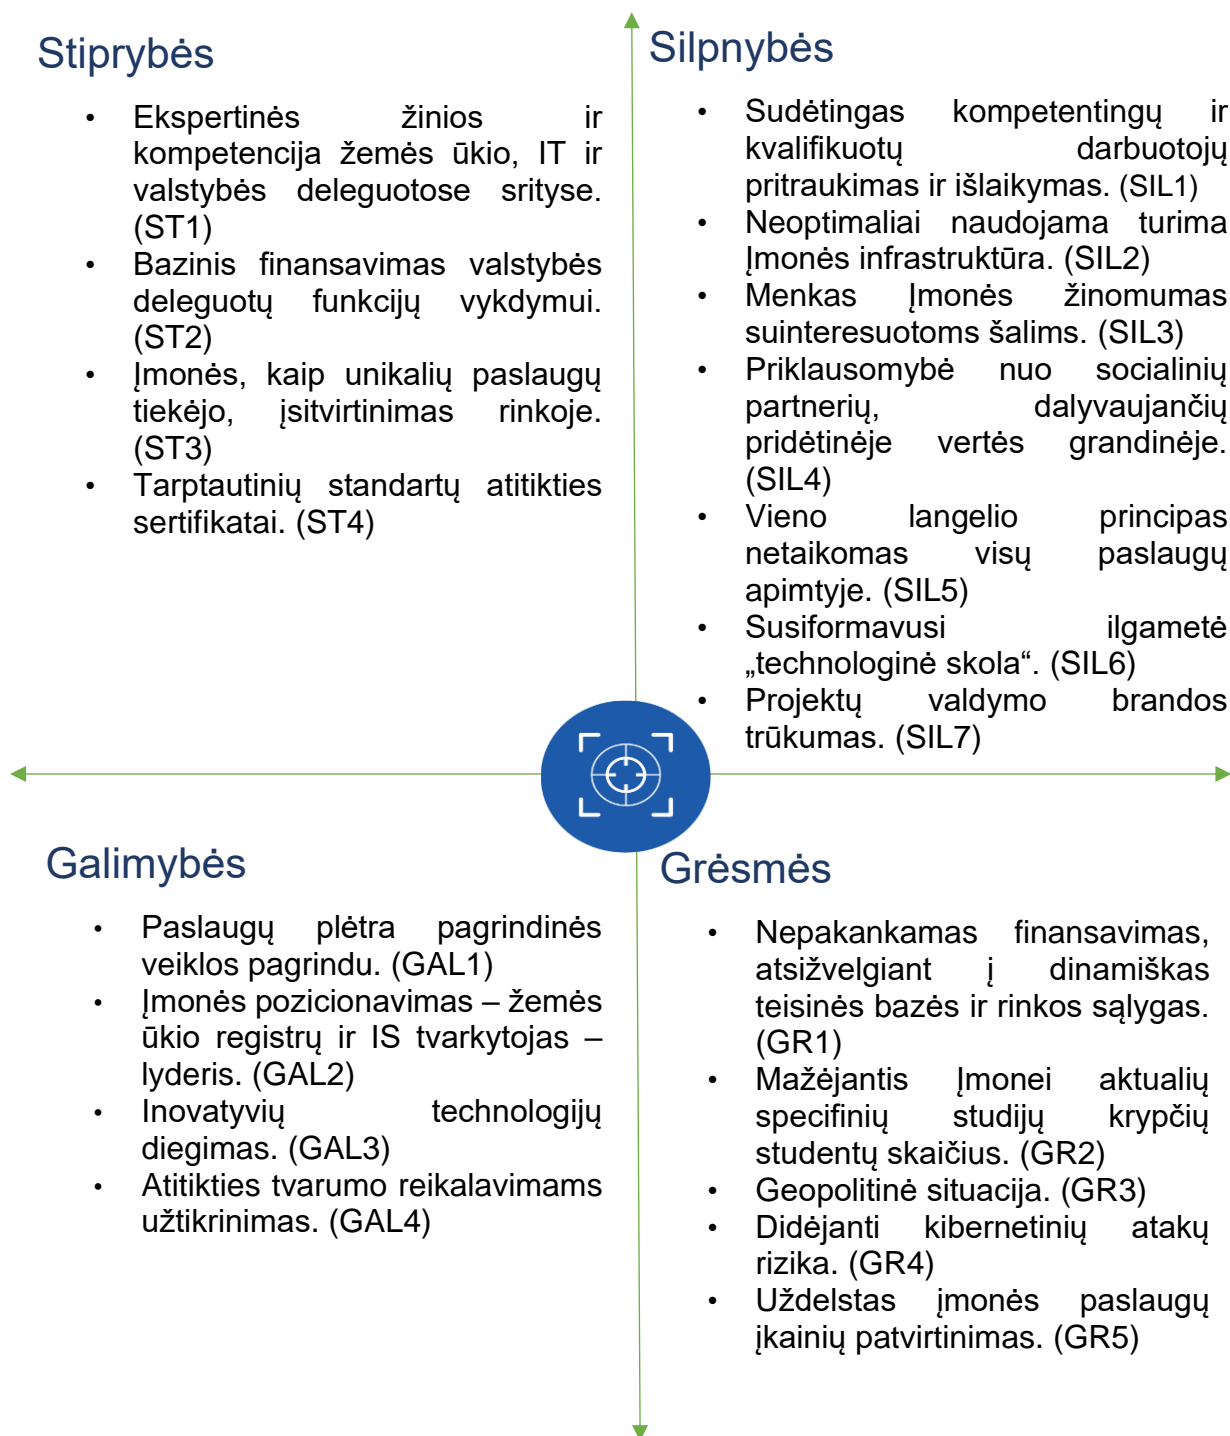 Stiprybės
• Ekspertinės žinios ir
kompetencija žemės ūkio, IT ir
valstybės deleguotose srityse.
(ST1)
• Bazinis finansavimas valstybės
deleguotų funkcijų vykdymui.
(ST2)
• Įmonės, kaip unikalių paslaugų
tiekėjo, įsitvirtinimas rinkoje.
(ST3)
• Tarptautinių standartų atitikties
sertifikatai. (ST4)
Silpnybės
• Sudėtingas kompetentingų ir
kvalifikuotų darbuotojų
pritraukimas ir išlaikymas. (SIL1)
• Neoptimaliai naudojama turima
Įmonės infrastruktūra. (SIL2)
• Menkas Įmonės žinomumas
suinteresuotoms šalims. (SIL3)
• Priklausomybė nuo socialinių
partnerių, dalyvaujančių
pridėtinėje vertės grandinėje.
(SIL4)
• Vieno langelio principas
netaikomas visų paslaugų
apimtyje. (SIL5)
• Susiformavusi ilgametė
„technologinė skola“. (SIL6)
• Projektų valdymo brandos
trūkumas. (SIL7)
Galimybės
• Paslaugų plėtra pagrindinės
veiklos pagrindu. (GAL1)
• Įmonės pozicionavimas – žemės
ūkio registrų ir IS tvarkytojas –
lyderis. (GAL2)
• Inovatyvių technologijų
diegimas. (GAL3)
• Atitikties tvarumo reikalavimams
užtikrinimas. (GAL4)
Grėsmės
• Nepakankamas finansavimas,
atsižvelgiant į dinamiškas
teisinės bazės ir rinkos sąlygas.
(GR1)
• Mažėjantis Įmonei aktualių
specifinių studijų krypčių
studentų skaičius. (GR2)
• Geopolitinė situacija. (GR3)
• Didėjanti kibernetinių atakų
rizika. (GR4)
• Uždelstas įmonės paslaugų
įkainių patvirtinimas. (GR5)